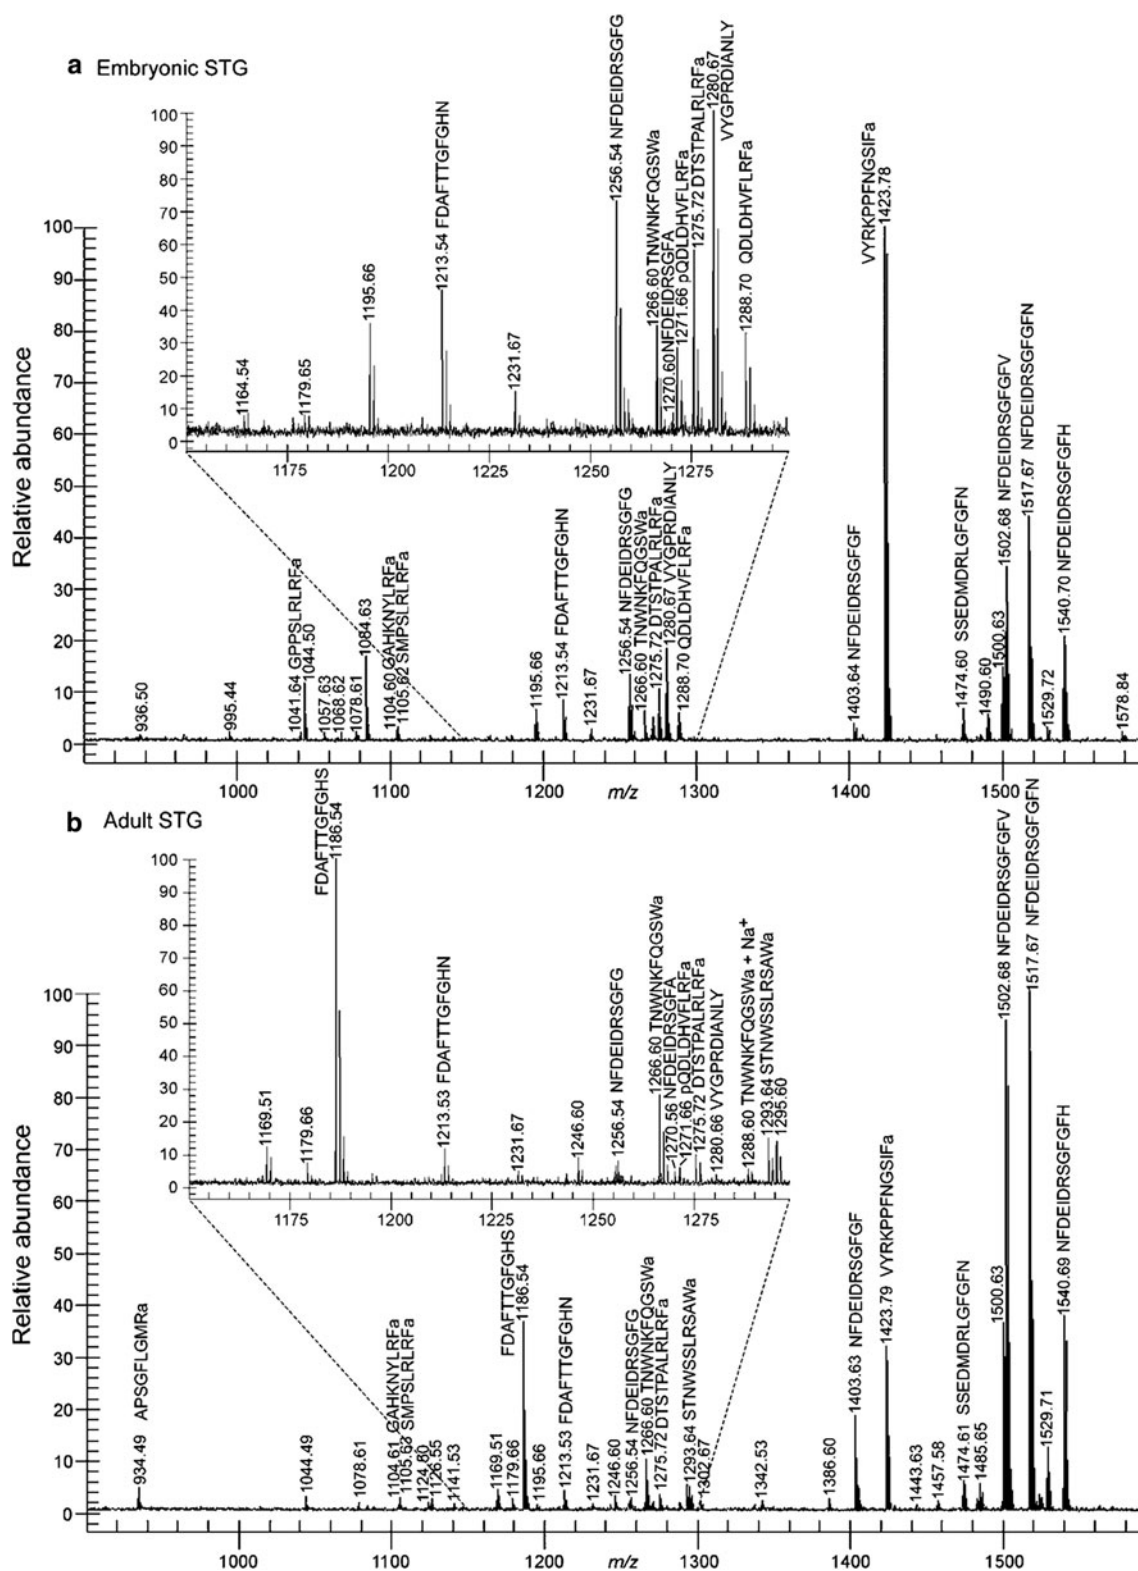 a Embryonic STG
100
90
80
70
60
50
40
30
20
10
0
1164.54
1179.65
1195.66
1213.54 FDAFTTGFGHN
1231.67
1256.54 NFDEIDRSGFG
1266.60 TNWNKFQGSWa
1270.60 NFDEIDRSGFA
1271.66 pQDLDHVFLRFa
1275.72 DTSTPALRLRFa
1280.67
VYGPRDIANLY
1288.70 QDLDHVFLRFa
1175
1200
1225
1250
1275
Relative abundance
100
90
80
70
60
50
40
30
20
10
0
936.50
995.44
1041.64 GPPSLRLRFa
1044.50
1057.63
1068.62
1078.61
1084.63
1104.60 GAHKNYLRFa
1105.62 SMPSLRLRFa
1195.66
1213.54 FDAFTTGFGHN
1231.67
1256.54 NFDEIDRSGFG
1266.60 TNWNKFQGSWa
1275.72 DTSTPALRLRFa
1280.67 VYGPRDIANLY
1288.70 QDLDHVFLRFa
1403.64 NFDEIDRSGFGF
VYRKPPFNGSIFa
1423.78
1474.60 SSEDMDRLGFGFN
1490.60
1500.63
1502.68 NFDEIDRSGFGFV
1517.67 NFDEIDRSGFGFN
1529.72
1540.70 NFDEIDRSGFGFH
1578.84
1000
1100
1200
m/z
1300
1400
1500
b Adult STG
100
90
80
70
60
50
40
30
20
10
0
1169.51
1179.66
FDAFTTGFGHS
1186.54
1213.53 FDAFTTGFGHN
1231.67
1246.60
1256.54 NFDEIDRSGFG
1266.60 TNWNKFQGSWa
1270.56 NFDEIDRSGFA
1271.66 pQDLDHVFLRFa
1275.72 DTSTPALRLRFa
1280.66 VYGPRDIANLY
1288.60 TNWNKFQGSWa + Na+
1293.64 STNWSSLRSAWa
1295.60
1175
1200
1225
1250
1275
Relative abundance
100
90
80
70
60
50
40
30
20
10
0
934.49 APSGFLGMRa
1044.49
1078.61
1104.61 GAHKNYLRFa
1105.63 SMPSLRLRFa
1124.80
1126.55
1141.53
1169.51
1179.66
FDAFTTGFGHS
1186.54
1195.66
1213.53 FDAFTTGFGHN
1231.67
1246.60
1256.54 NFDEIDRSGFG
1266.60 TNWNKFQGSWa
1275.72 DTSTPALRLRFa
1293.64 STNWSSLRSAWa
1302.67
1342.53
1386.60
1403.63 NFDEIDRSGFGF
1423.79 VYRKPPFNGSIFa
1443.63
1457.58
1474.61 SSEDMDRLGFGFN
1485.65
1500.63
1502.68 NFDEIDRSGFGFV
1517.67 NFDEIDRSGFGFN
1529.71
1540.69 NFDEIDRSGFGFH
1000
1100
1200
m/z
1300
1400
1500